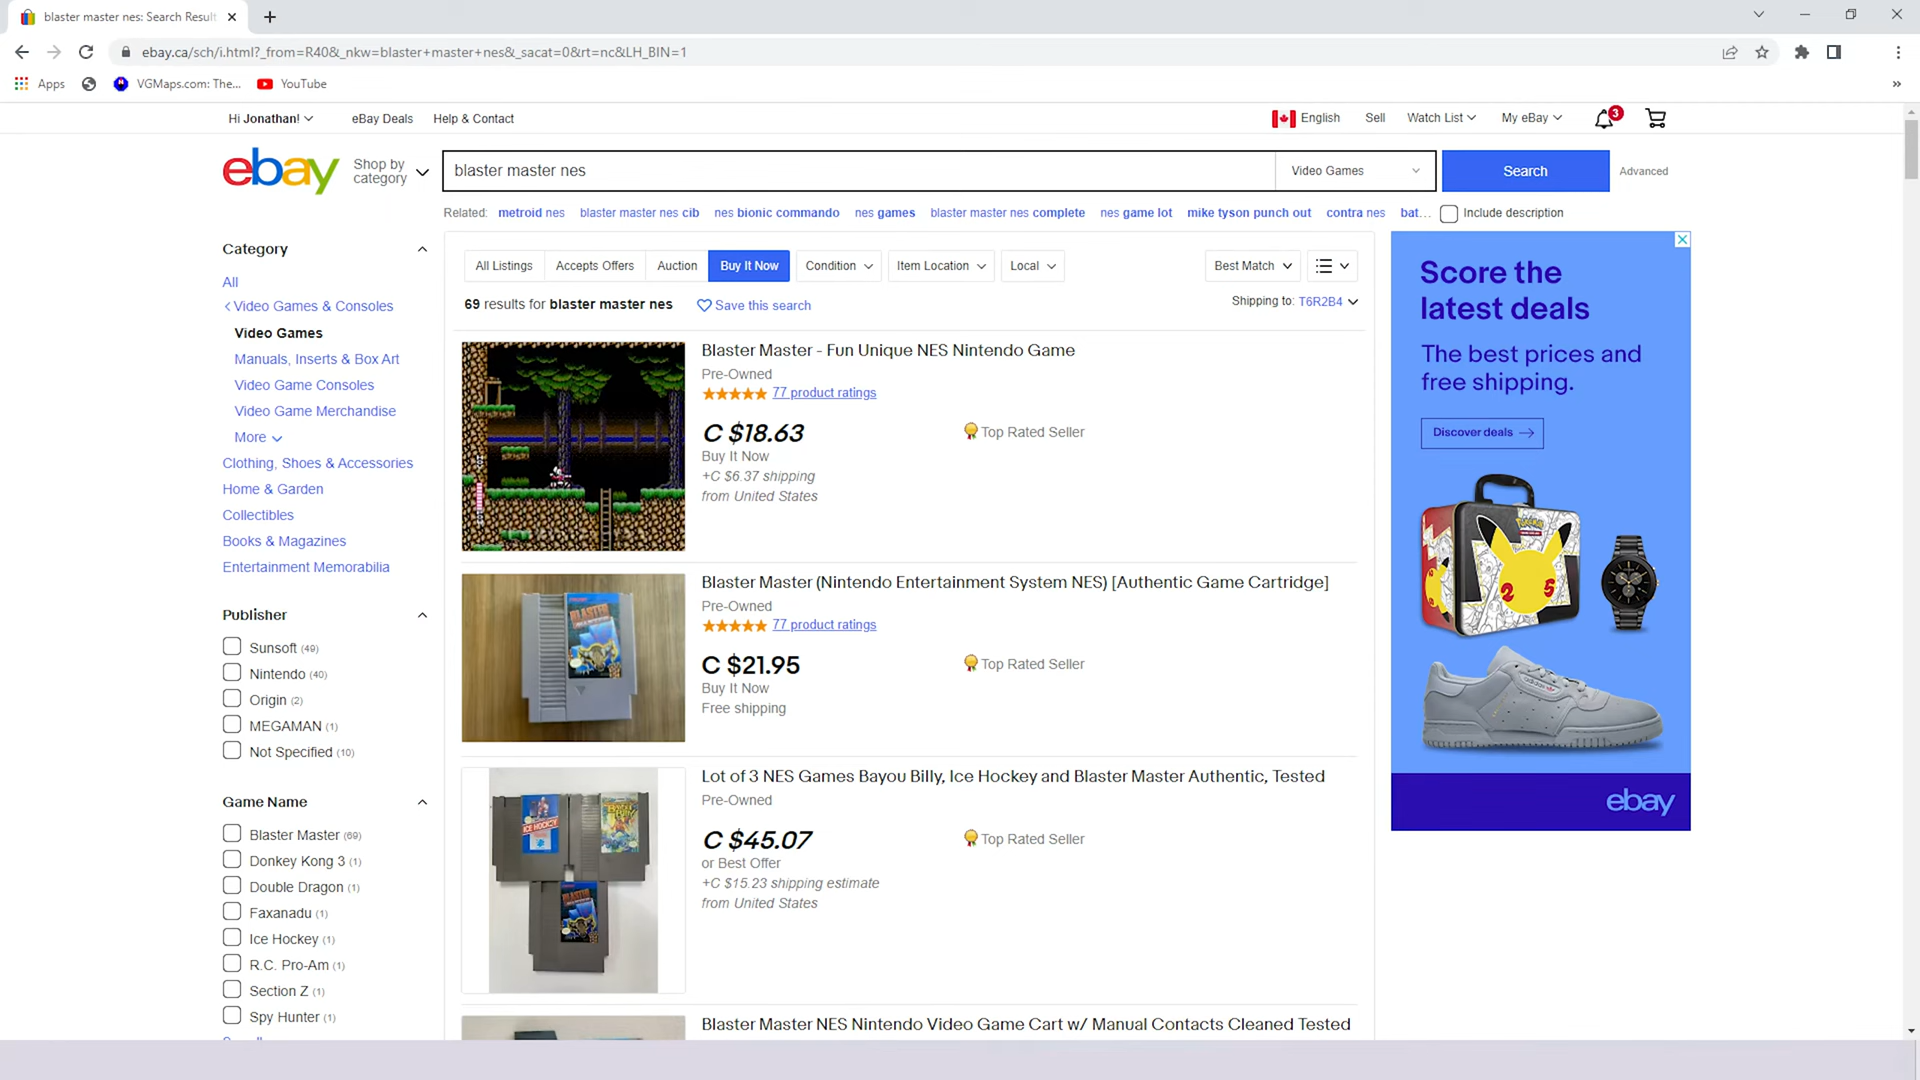 blaster master nes: Search Result
ebay.ca/sch/i.html?_from=R40&_nkw=blaster+master+nes&_sacat=0&rt=nc&LH_BIN=1
Apps
VGMaps.com: The...
YouTube
Hi Jonathan!
eBay Deals
Help & Contact
English
Sell
Watch List
My eBay
3
ebay
Shop by
category
blaster master nes
Video Games
Search
Advanced
Related: metroid nes blaster master nes cib nes bionic commando nes games blaster master nes complete nes game lot mike tyson punch out contra nes bat...
Include description
Category
All
Video Games & Consoles
Video Games
Manuals, Inserts & Box Art
Video Game Consoles
Video Game Merchandise
More
Clothing, Shoes & Accessories
Home & Garden
Collectibles
Books & Magazines
Entertainment Memorabilia
Publisher
Sunsoft (49)
Nintendo (40)
Origin (2)
MEGAMAN (1)
Not Specified (10)
Game Name
Blaster Master (69)
Donkey Kong 3 (1)
Double Dragon (1)
Faxanadu (1)
Ice Hockey (1)
R.C. Pro-Am (1)
Section Z (1)
Spy Hunter (1)
All Listings
Accepts Offers
Auction
Buy It Now
Condition
Item Location
Local
Best Match
69 results for blaster master nes
Save this search
Shipping to: T6R2B4
Blaster Master - Fun Unique NES Nintendo Game
Pre-Owned
77 product ratings
C $18.63
Top Rated Seller
Buy It Now
+C $6.37 shipping
from United States
Blaster Master (Nintendo Entertainment System NES) [Authentic Game Cartridge]
Pre-Owned
77 product ratings
C $21.95
Top Rated Seller
Buy It Now
Free shipping
BLASTER
Lot of 3 NES Games Bayou Billy, Ice Hockey and Blaster Master Authentic, Tested
Pre-Owned
C $45.07
Top Rated Seller
or Best Offer
+C $15.23 shipping estimate
from United States
ICE HOCKEY
BLASTER
Blaster Master NES Nintendo Video Game Cart w/ Manual Contacts Cleaned Tested
Score the
latest deals
The best prices and
free shipping.
Discover deals
2 5
ebay